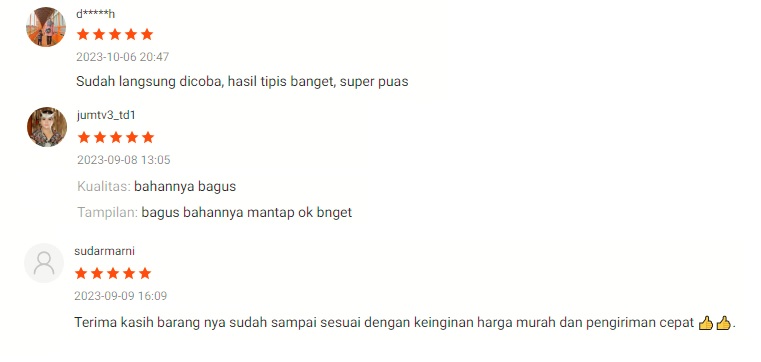 d*****h
2023-10-06 20:47
Sudah langsung dicoba, hasil tipis banget, super puas
jumtv3_td1
2023-09-08 13:05
Kualitas: bahannya bagus
Tampilan: bagus bahannya mantap ok bnget
sudarmarni
2023-09-09 16:09
Terima kasih barang nya sudah sampai sesuai dengan keinginan harga murah dan pengiriman cepat 👍👍.